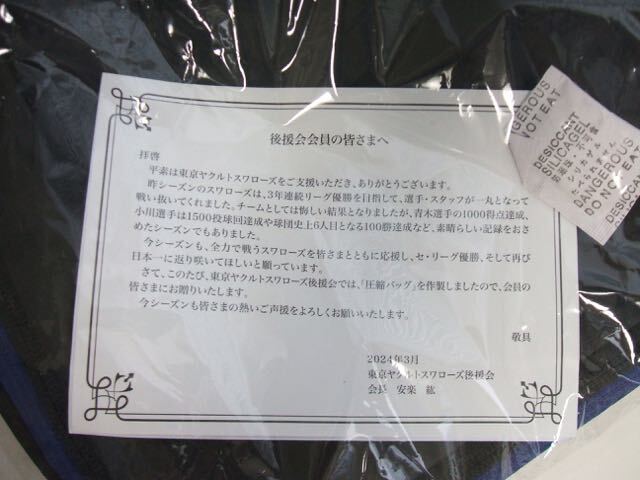 後援会会員の皆さまへ
拝啓
平素は東京ヤクルトスワローズをご支援いただき、ありがとうございます。
昨シーズンのスワローズは、3年連続リーグ優勝を目指して、選手・スタッフが一丸となって
戦い抜いてくれました。チームとしては悔しい結果となりましたが、青木選手の1000得点達成、
小川選手は1500投球回達成や球団史上6人目となる100勝達成など、素晴らしい記録をおさ
めたシーズンでもありました。
今シーズンも、全力で戦うスワローズを皆さまとともに応援し、セ・リーグ優勝、そして再び
日本一に返り咲いてほしいと願っています。
さて、このたび、東京ヤクルトスワローズ後援会では、「圧縮バッグ」を作製しましたので、会員の
皆さまにお贈りいたします。
今シーズンも皆さまの熱いご声援をよろしくお願いいたします。
敬具
2024年3月
東京ヤクルトスワローズ後援会
会長 安楽 紘
GEROUS
NOT EAT
DESICCANT
SILICAGEL
DANGEROUS
DO NOT EAT
DESICCA